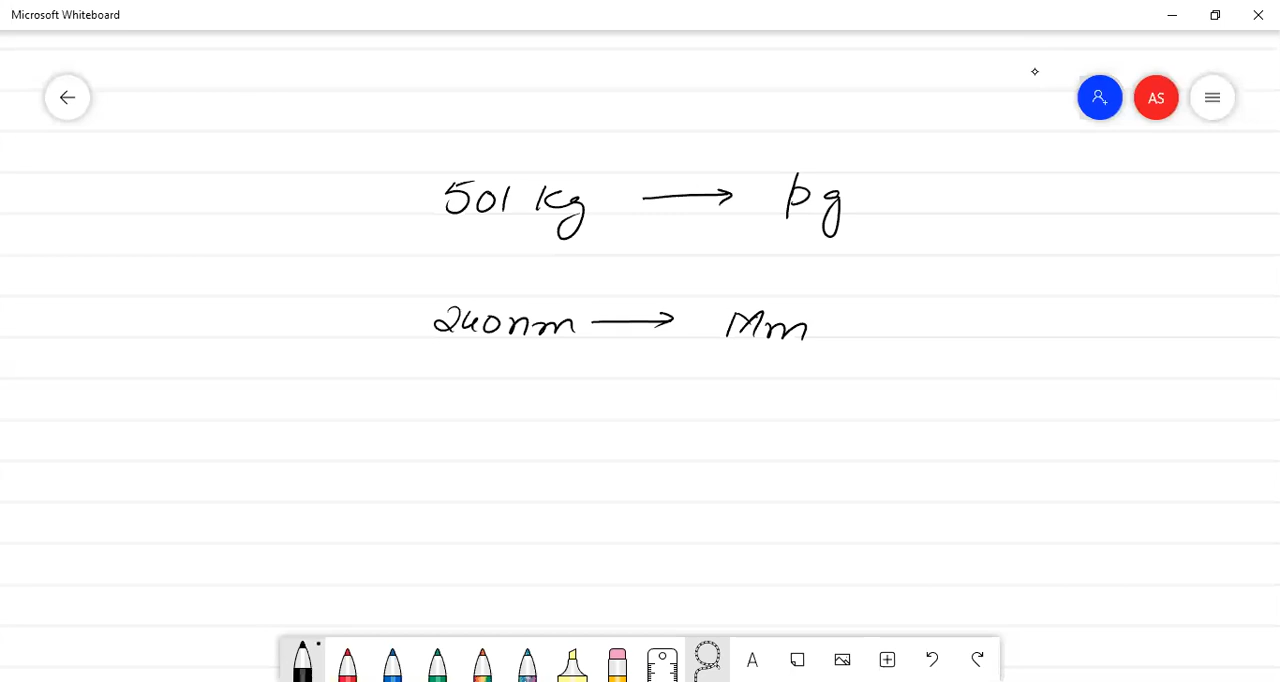 Microsoft Whiteboard
AS
501 Kg → pg
240nm → Mm
A